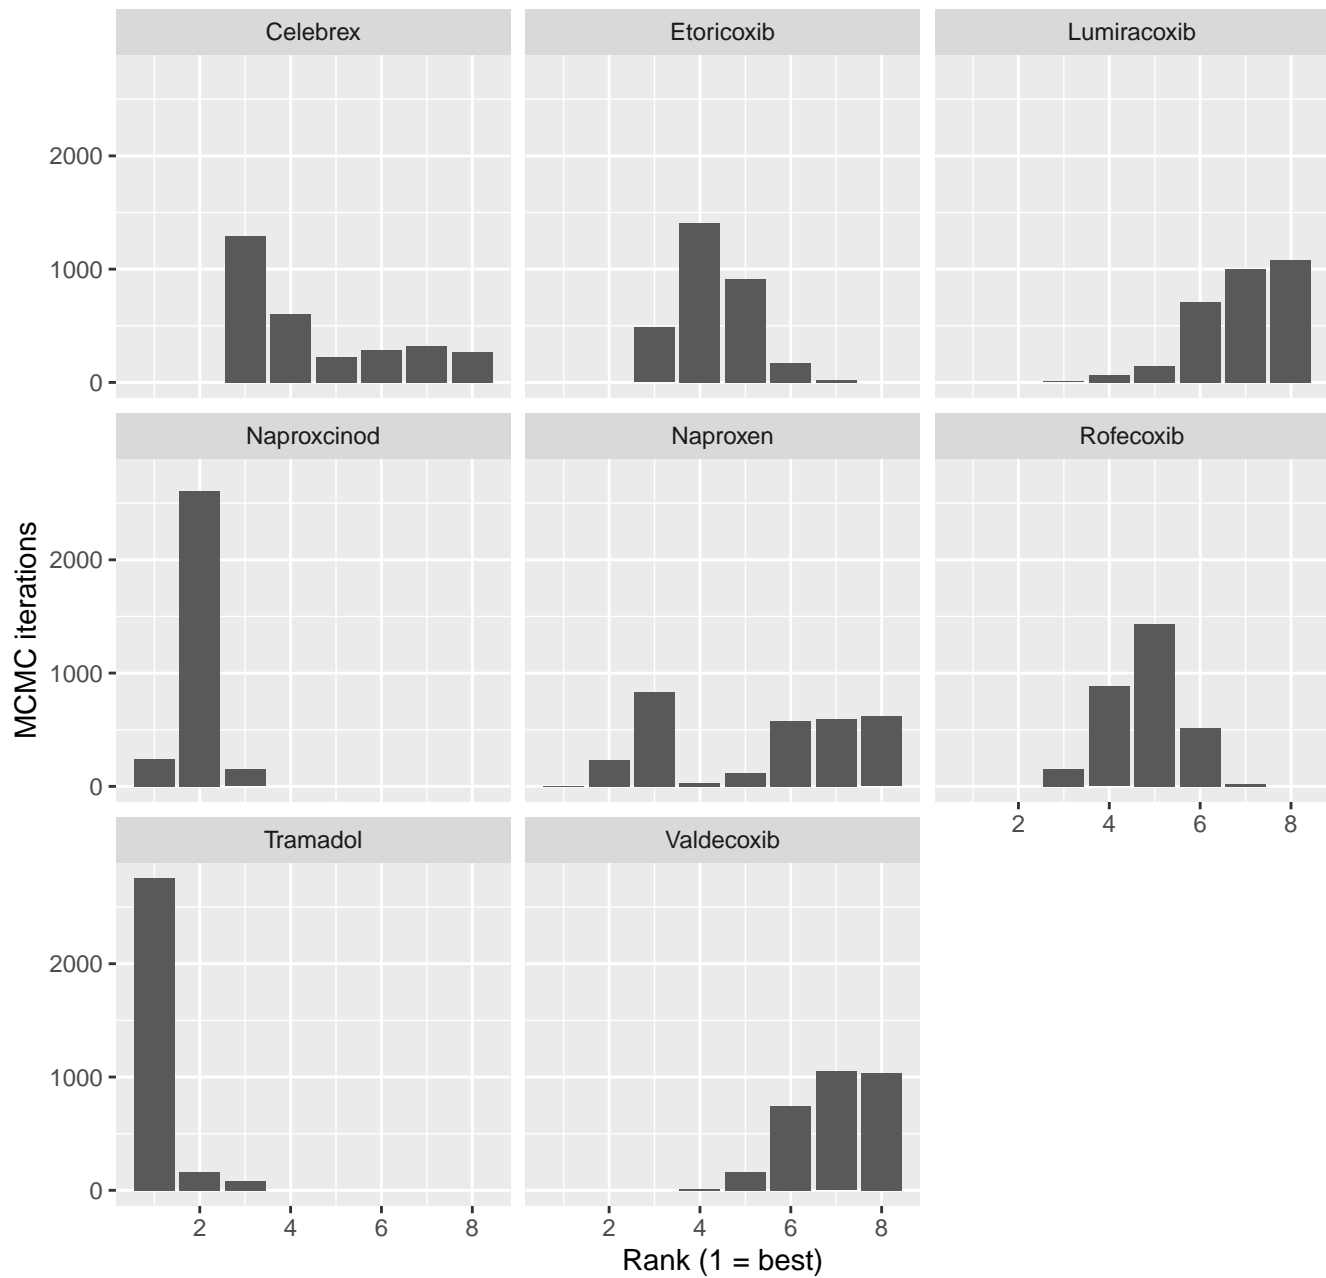 Celebrex
Etoricoxib
Lumiracoxib
2000
1000
0
Naproxcinod
Naproxen
Rofecoxib
2000
1000
0
2 4 6 8
Tramadol
Valdecoxib
2000
1000
0
2 4 6 8
2 4 6 8
MCMC iterations
Rank (1 = best)